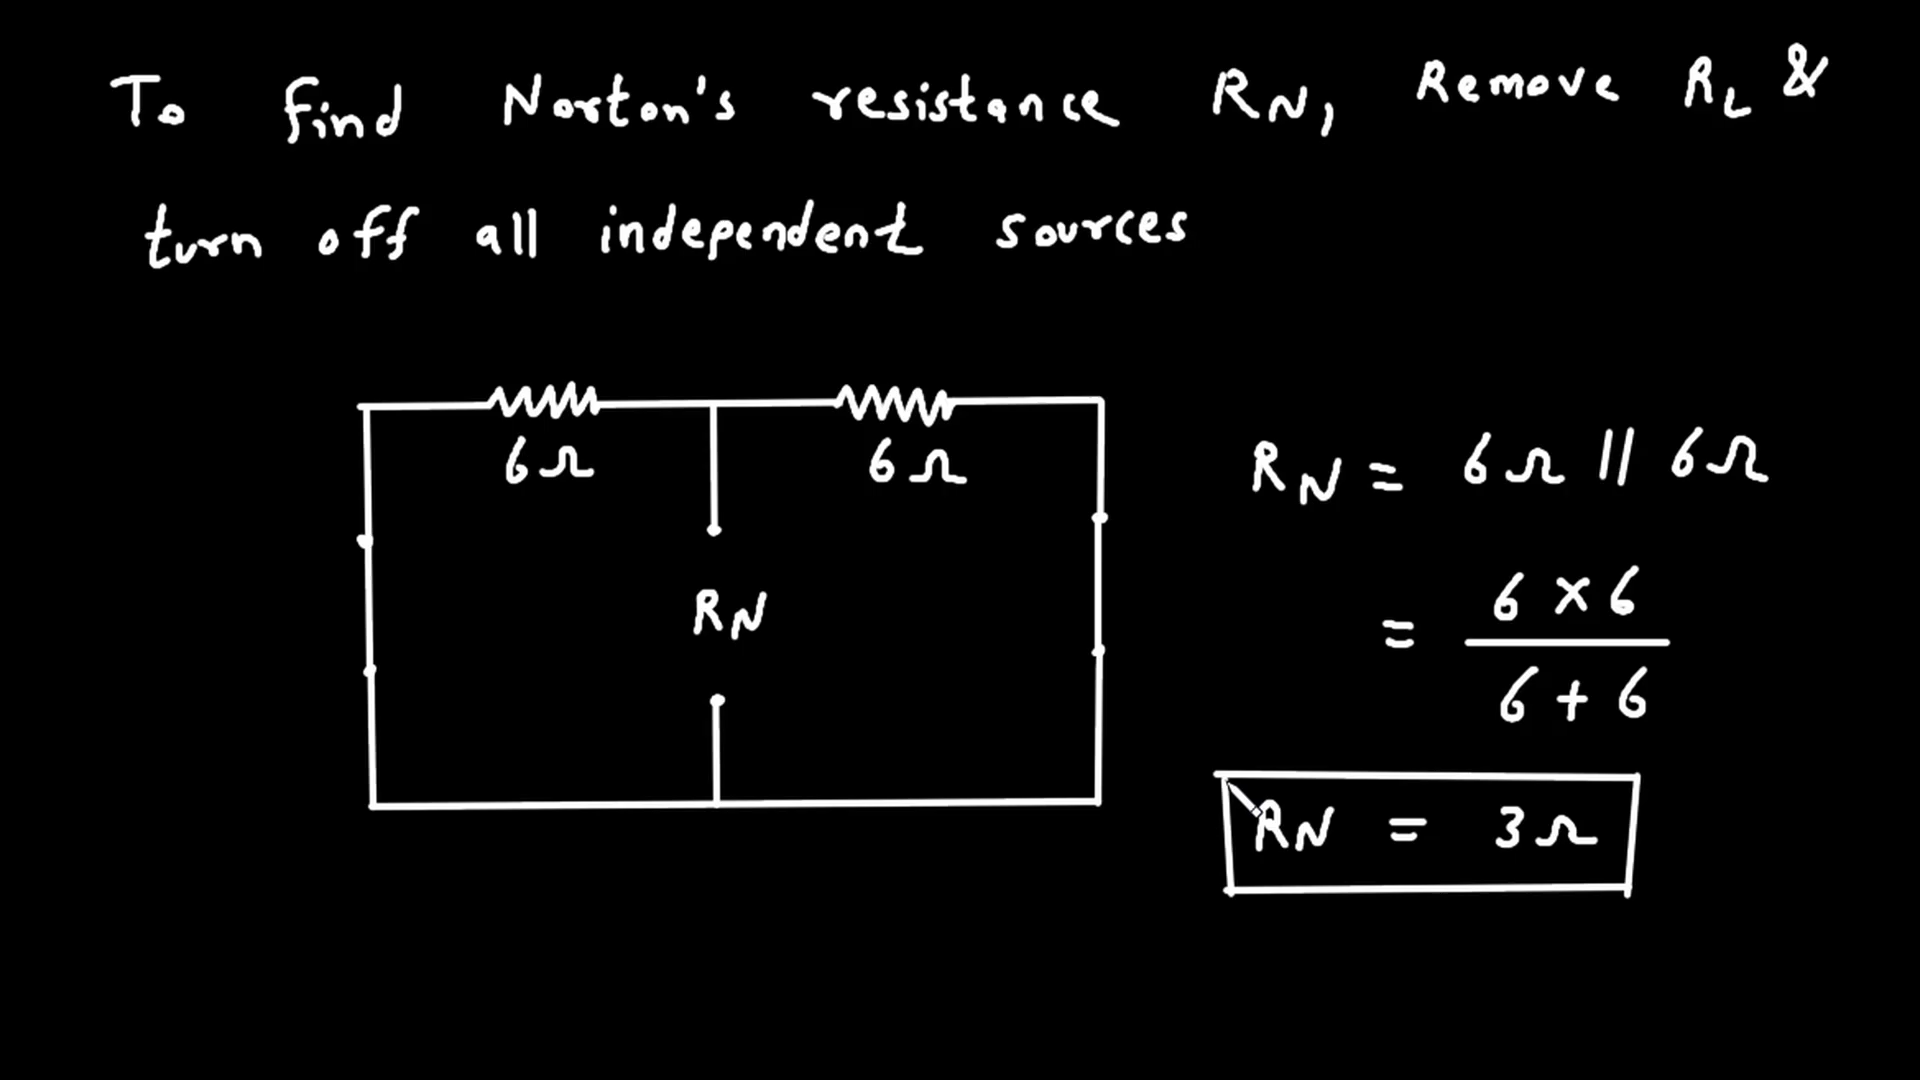 To find Norton's resistance RN, Remove RL &
turn off all independent sources
6Ω 6Ω
RN
RN = 6Ω || 6Ω
= 6 × 6
6 + 6
RN = 3Ω